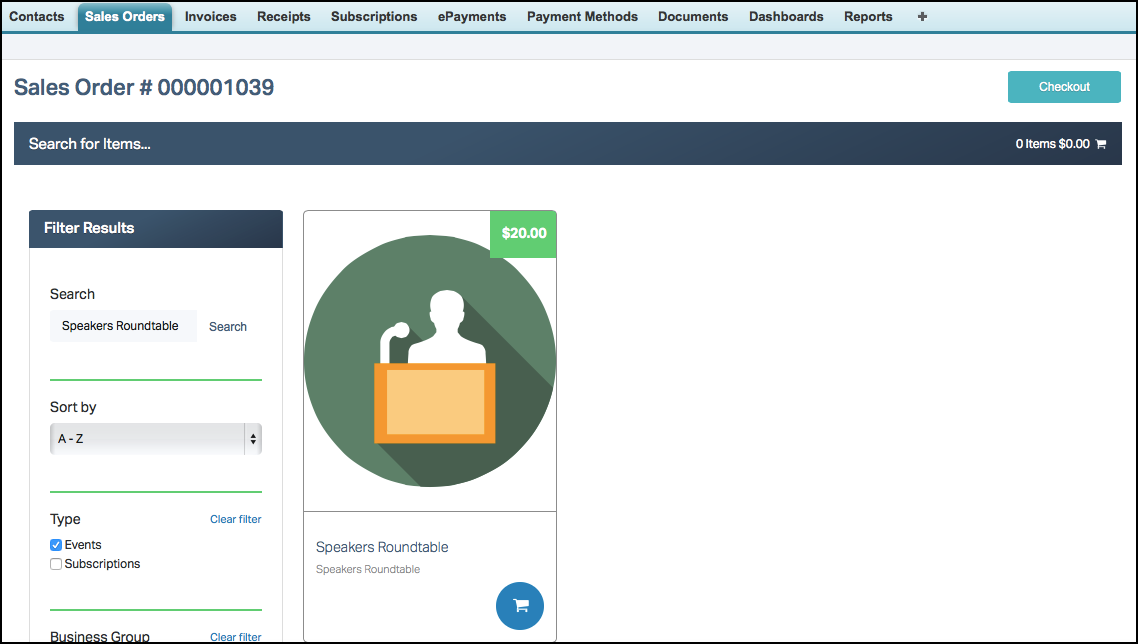 Contacts Sales Orders Invoices Receipts Subscriptions ePayments Payment Methods Documents Dashboards Reports +
Sales Order # 000001039
Checkout
Search for Items...
0 Items $0.00
Filter Results
Search
Speakers Roundtable Search
Sort by
A - Z
Type Clear filter
Events
Subscriptions
Business Group Clear filter
$20.00
Speakers Roundtable
Speakers Roundtable